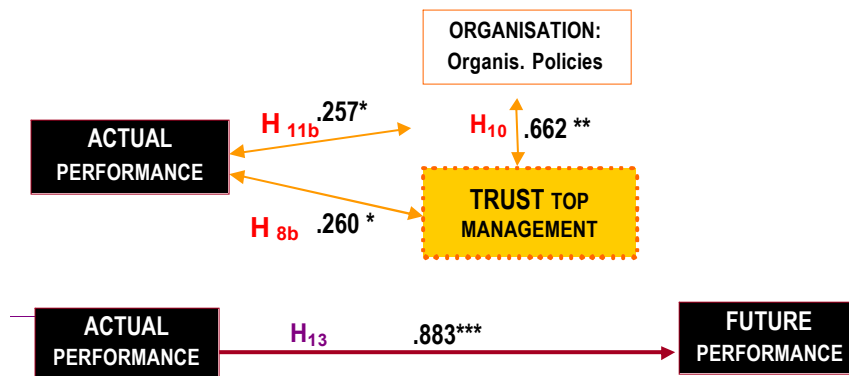 ORGANISATION:
Organis. Policies
H 11b .257*
H10 .662 **
ACTUAL
PERFORMANCE
TRUST TOP
MANAGEMENT
H 8b .260 *
ACTUAL
PERFORMANCE
H13 .883***
FUTURE
PERFORMANCE